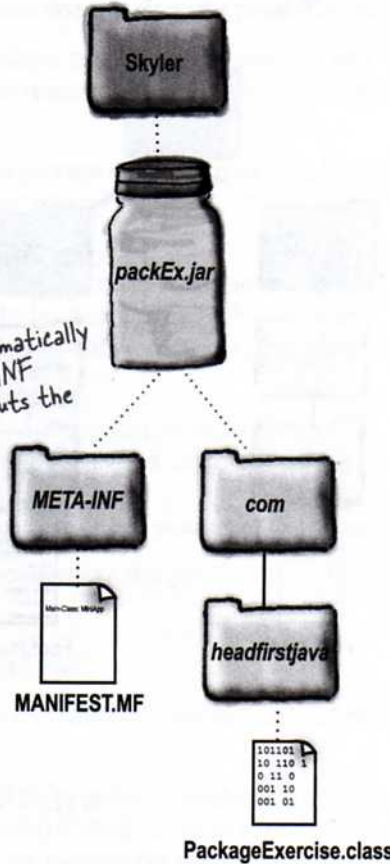 Skyler
packEx.jar
matically
INF
uts the
META-INF
com
Main-Class: MiniApp
MANIFEST.MF
headfirstjava
101101
10 110 1
0 11 0
001 10
001 01
PackageExercise.class